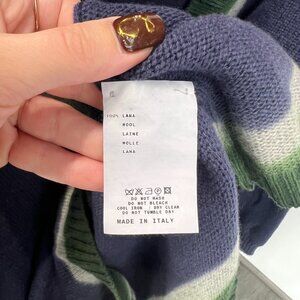 100% LANA
WOOL
LAINE
WOLLE
LANA
DO NOT WASH
DO NOT BLEACH
COOL IRON / DRY CLEAN
DO NOT TUMBLE DAY
MADE IN ITALY